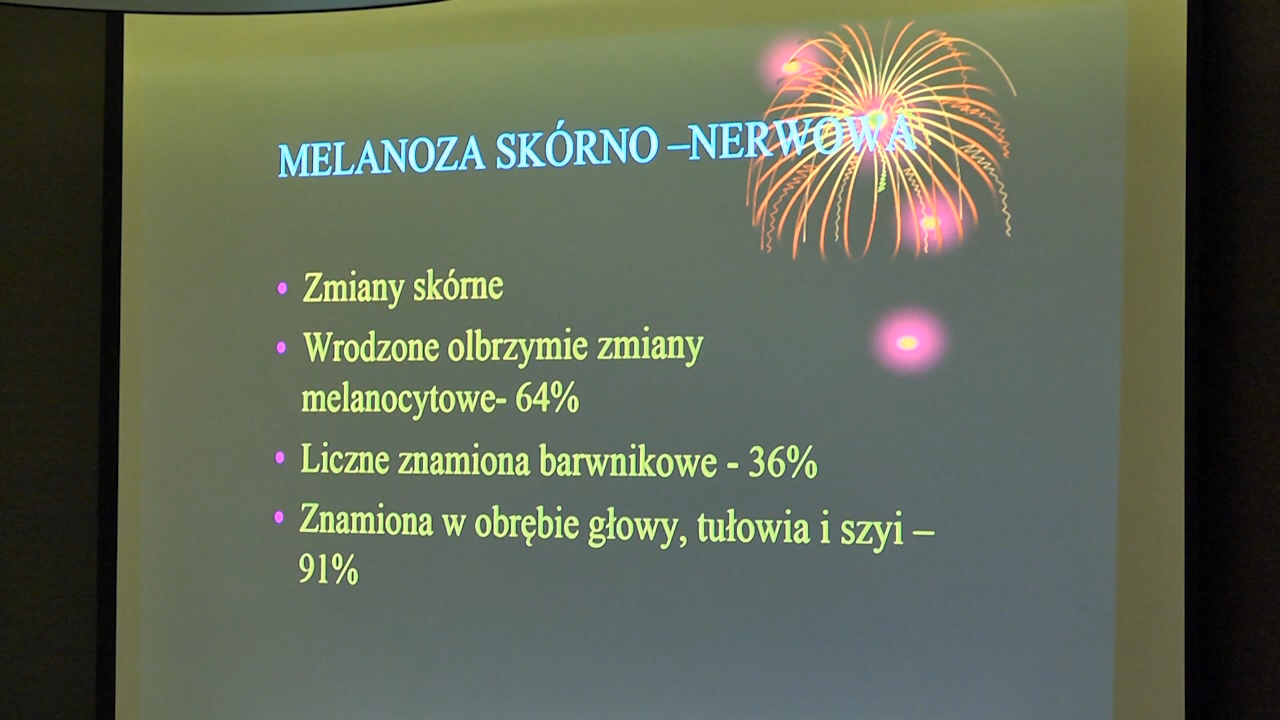 MELANOZA SKÓRNO –NERWOWA
• Zmiany skórne
• Wrodzone olbrzymie zmiany
melanocytowe- 64%
• Liczne znamiona barwnikowe - 36%
• Znamiona w obrębie głowy, tułowia i szyi –
91%